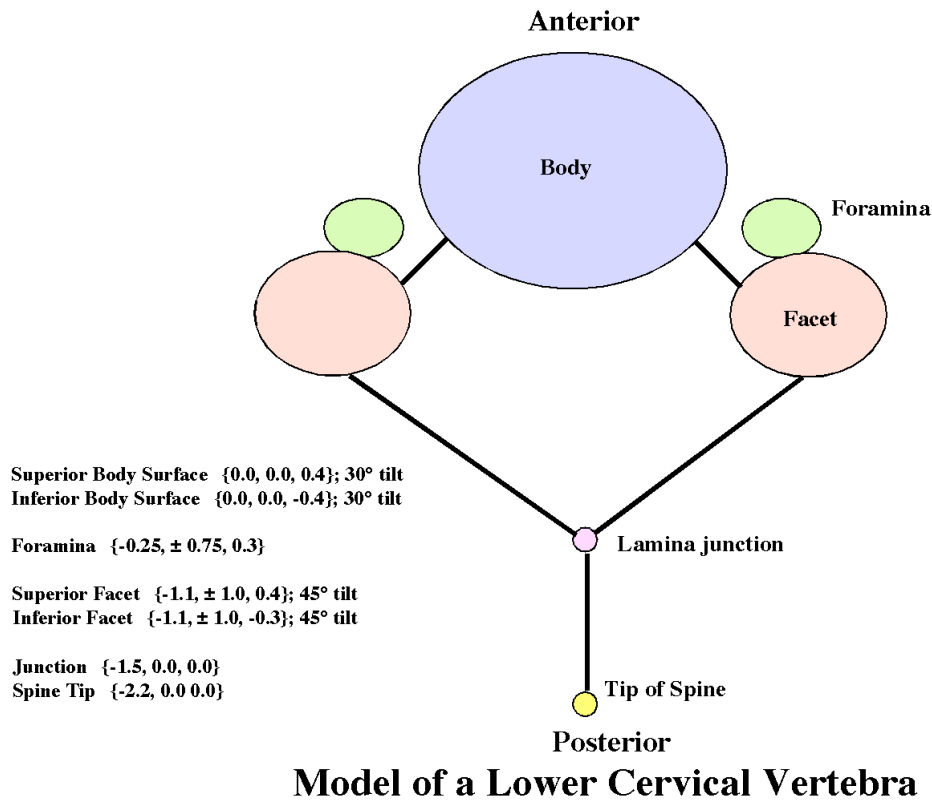 Anterior
Body
Foramina
Facet
Superior Body Surface {0.0, 0.0, 0.4}; 30° tilt
Inferior Body Surface {0.0, 0.0, -0.4}; 30° tilt
Foramina {-0.25, ± 0.75, 0.3}
Lamina junction
Superior Facet {-1.1, ± 1.0, 0.4}; 45° tilt
Inferior Facet {-1.1, ± 1.0, -0.3}; 45° tilt
Junction {-1.5, 0.0, 0.0}
Spine Tip {-2.2, 0.0 0.0}
Tip of Spine
Posterior
Model of a Lower Cervical Vertebra